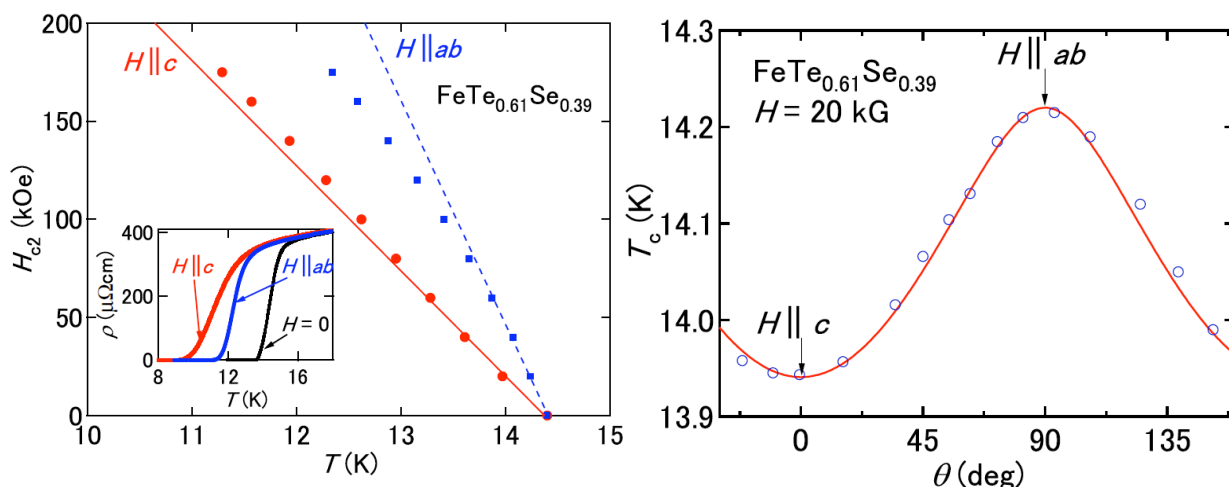 200
150
100
50
0
H_c2 (kOe)
H∥c
H∥ab
FeTe₀.₆₁Se₀.₃₉
400
200
0
ρ (μΩcm)
H∥c
H∥ab
H=0
8 12 16
T (K)
10 11 12 13 14 15
T (K)
14.3
14.2
14.1
14.0
13.9
T_c (K)
FeTe₀.₆₁Se₀.₃₉
H = 20 kG
H∥ab
H∥c
0 45 90 135
θ (deg)